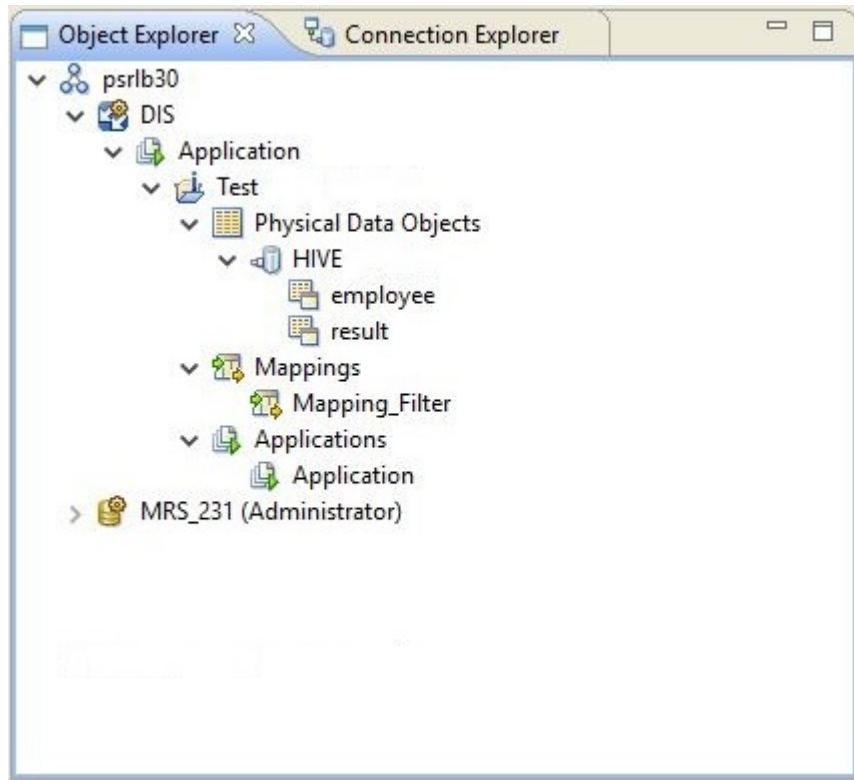 Object Explorer Connection Explorer
psrlb30
DIS
Application
Test
Physical Data Objects
HIVE
employee
result
Mappings
Mapping_Filter
Applications
Application
MRS_231 (Administrator)